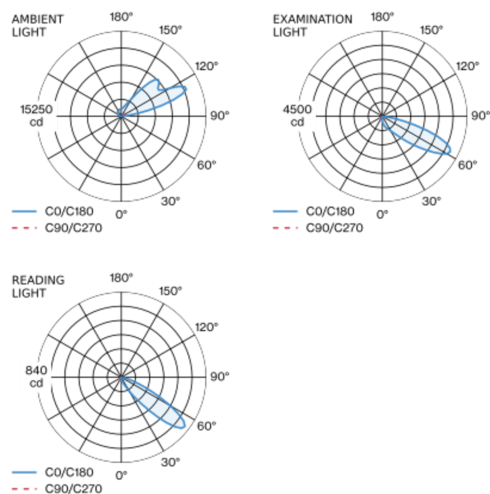 AMBIENT
LIGHT
180°
150°
120°
15250
cd
90°
60°
30°
0°
C0/C180
C90/C270
EXAMINATION
LIGHT
180°
150°
120°
4500
cd
90°
60°
30°
0°
C0/C180
C90/C270
READING
LIGHT
180°
150°
120°
840
cd
90°
60°
30°
0°
C0/C180
C90/C270